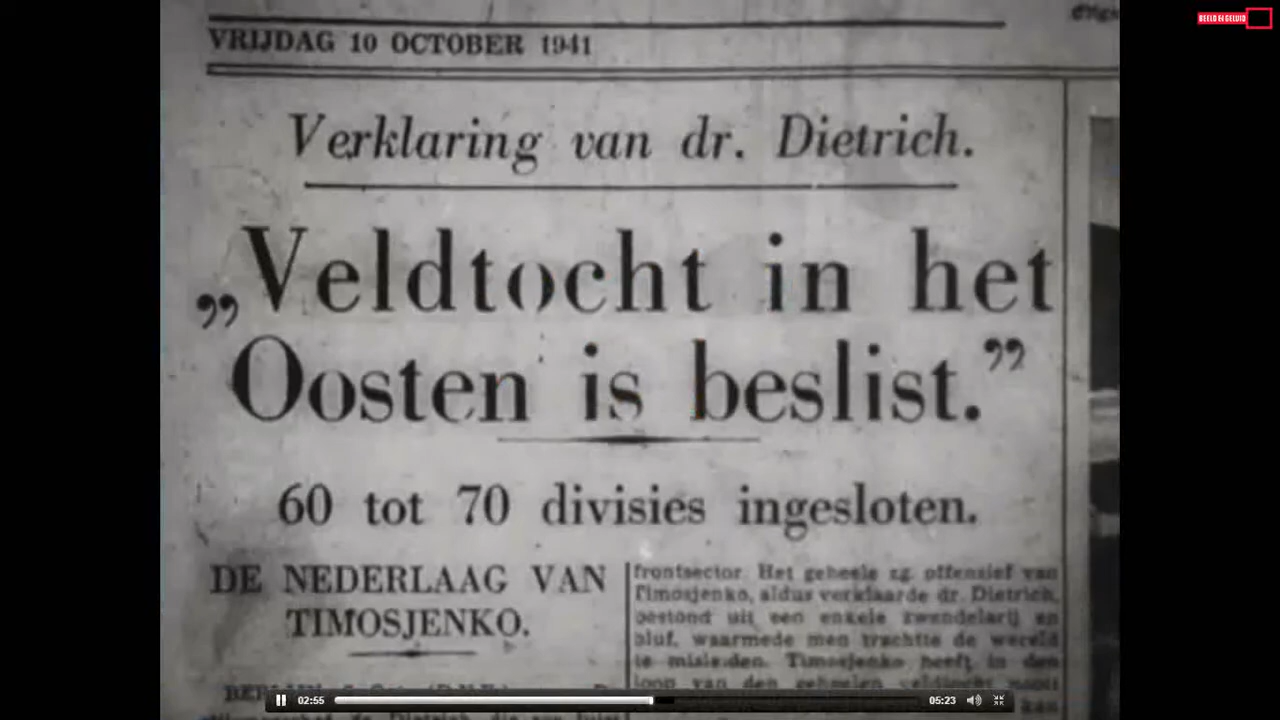 BEELD EN GELUID
VRIJDAG 10 OCTOBER 1941
Verklaring van dr. Dietrich.
„Veldtocht in het
Oosten is beslist.”
60 tot 70 divisies ingesloten.
DE NEDERLAAG VAN
TIMOSJENKO.
frontsector. Het geheele zg. offensief van
Timosjenko, aldus verklaarde dr. Dietrich,
bestond uit een enkele zwendelarij en
bluf, waarmede men trachtte de wereld
te misleiden. Timosjenko heeft in den
loop van den geheelen veldtocht nooit
02:55
05:23